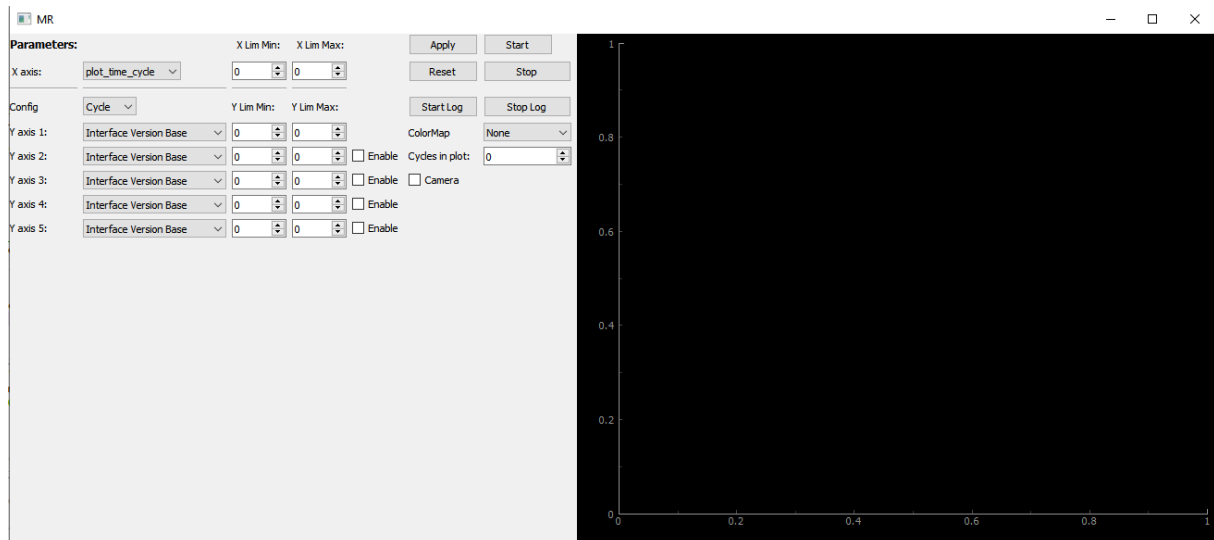 MR
Parameters: X Lim Min: X Lim Max: Apply Start
X axis: plot_time_cycle 0 0 Reset Stop
Config Cycle Y Lim Min: Y Lim Max: Start Log Stop Log
Y axis 1: Interface Version Base 0 0 ColorMap None
Y axis 2: Interface Version Base 0 0 Enable Cycles in plot: 0
Y axis 3: Interface Version Base 0 0 Enable Camera
Y axis 4: Interface Version Base 0 0 Enable
Y axis 5: Interface Version Base 0 0 Enable
1
0.8
0.6
0.4
0.2
0
0 0.2 0.4 0.6 0.8 1